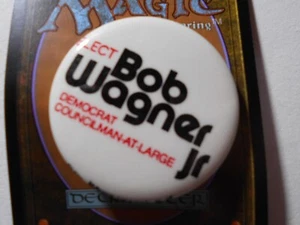 MAGIC
ELECT
Bob
Wagner
Jr
DEMOCRAT
COUNCILMAN-AT-LARGE